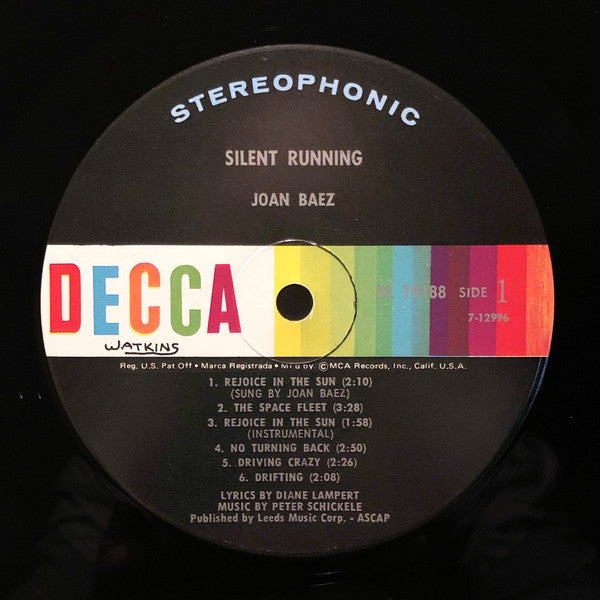 STEREOPHONIC
SILENT RUNNING
JOAN BAEZ
DECCA
SIDE 1
7-12996
WATKINS
Reg. U.S. Pat Off • Marca Registrada • Mf'd by. ©MCA Records, Inc., Calif. U.S.A.
1. REJOICE IN THE SUN (2:10)
(SUNG BY JOAN BAEZ)
2. THE SPACE FLEET (3:28)
3. REJOICE IN THE SUN (1:58)
(INSTRUMENTAL)
4. NO TURNING BACK (2:50)
5. DRIVING CRAZY (2:26)
6. DRIFTING (2:08)
LYRICS BY DIANE LAMPERT
MUSIC BY PETER SCHICKELE
Published by Leeds Music Corp. - ASCAP